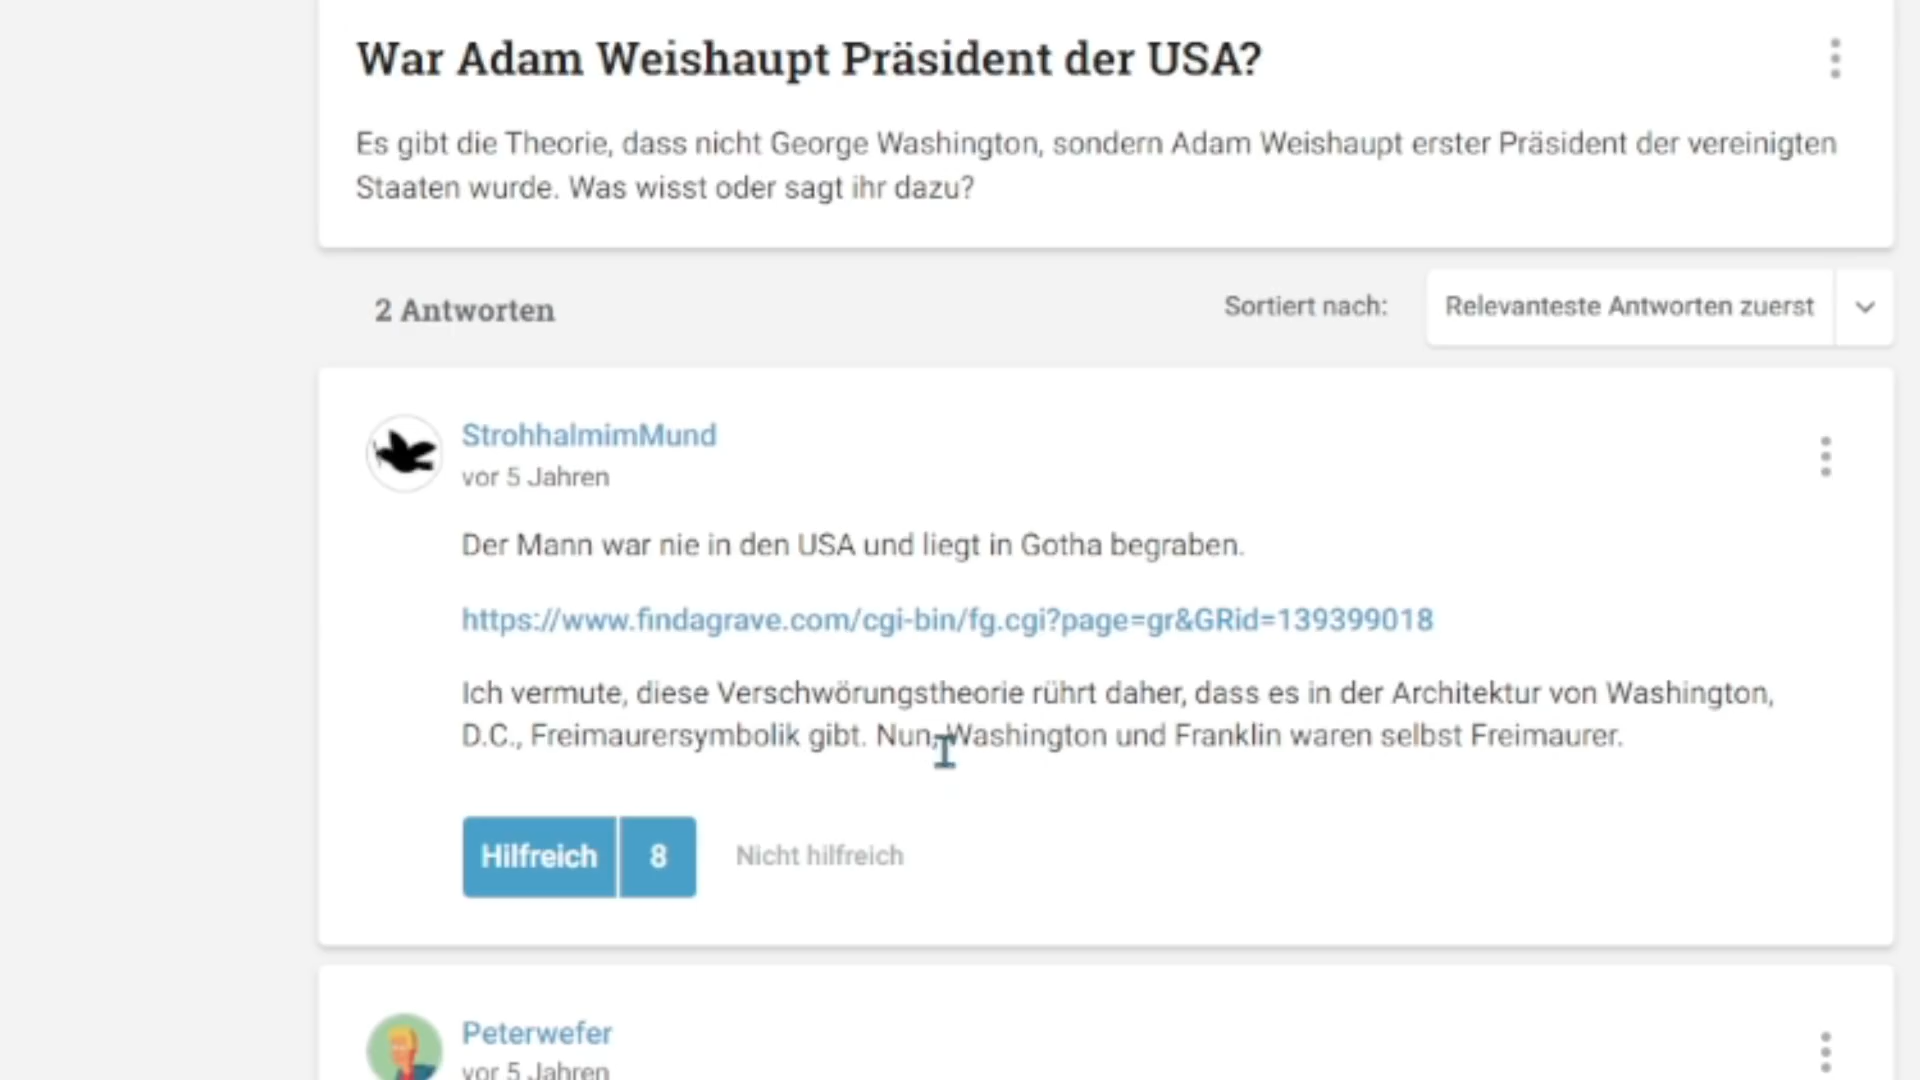 War Adam Weishaupt Präsident der USA?
Es gibt die Theorie, dass nicht George Washington, sondern Adam Weishaupt erster Präsident der vereinigten
Staaten wurde. Was wisst oder sagt ihr dazu?
2 Antworten
Sortiert nach:
Relevanteste Antworten zuerst
StrohhalmimMund
vor 5 Jahren
Der Mann war nie in den USA und liegt in Gotha begraben.
https://www.findagrave.com/cgi-bin/fg.cgi?page=gr&GRid=139399018
Ich vermute, diese Verschwörungstheorie rührt daher, dass es in der Architektur von Washington,
D.C., Freimaurersymbolik gibt. Nun, Washington und Franklin waren selbst Freimaurer.
Hilfreich 8
Nicht hilfreich
Peterwefer
vor 5 Jahren